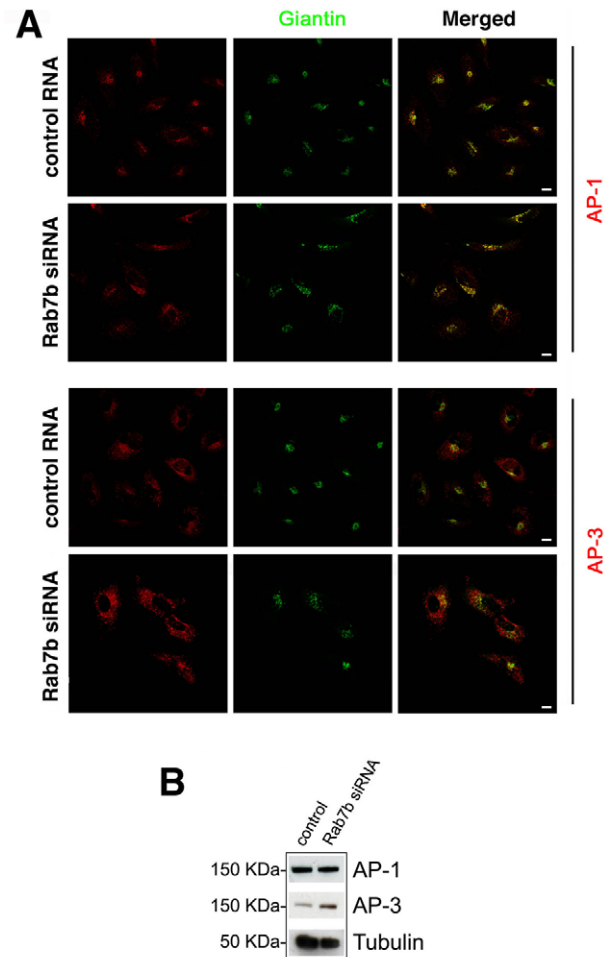 A
Giantin
Merged
control RNA
Rab7b siRNA
AP-1
control RNA
Rab7b siRNA
AP-3
B
control
Rab7b siRNA
150 KDa-
AP-1
150 KDa-
AP-3
50 KDa-
Tubulin